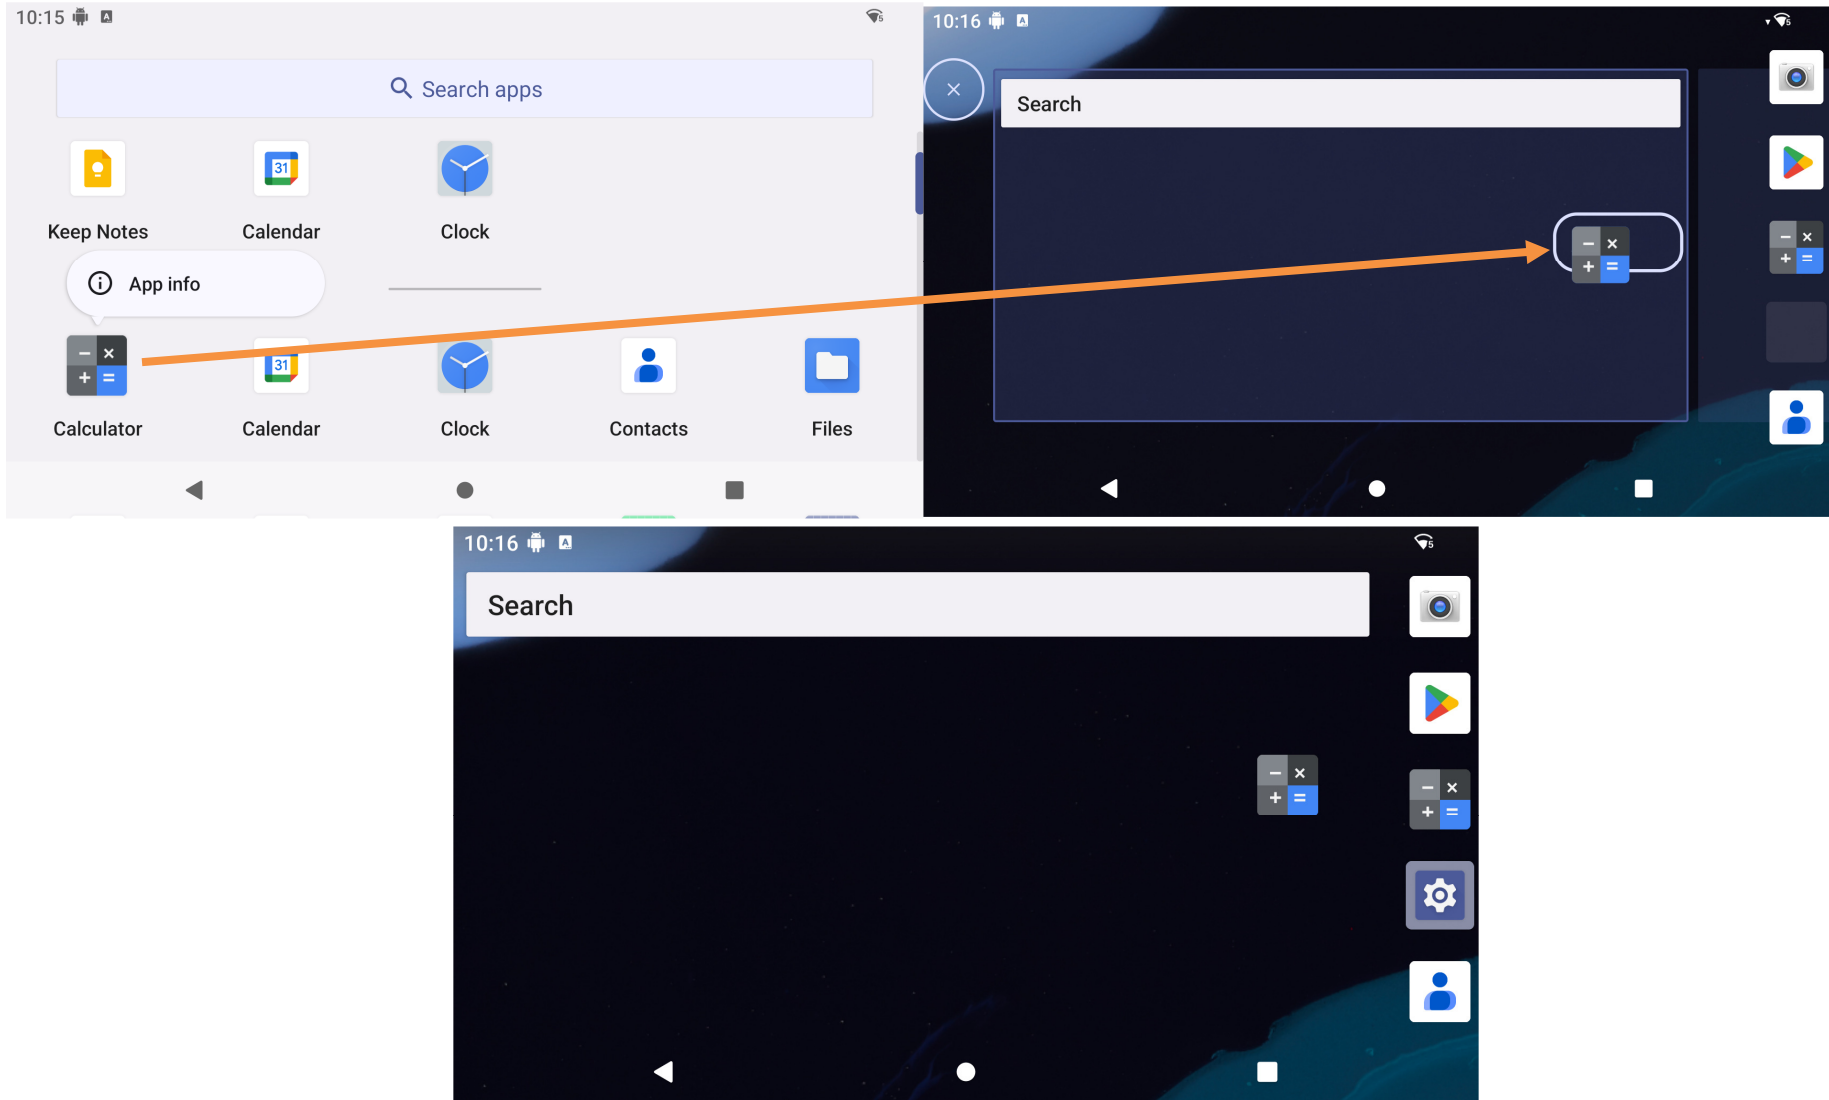 10:15
Search apps
31
Keep Notes
Calendar
Clock
App info
31
Calculator
Calendar
Clock
Contacts
Files
10:16
Search
10:16
Search